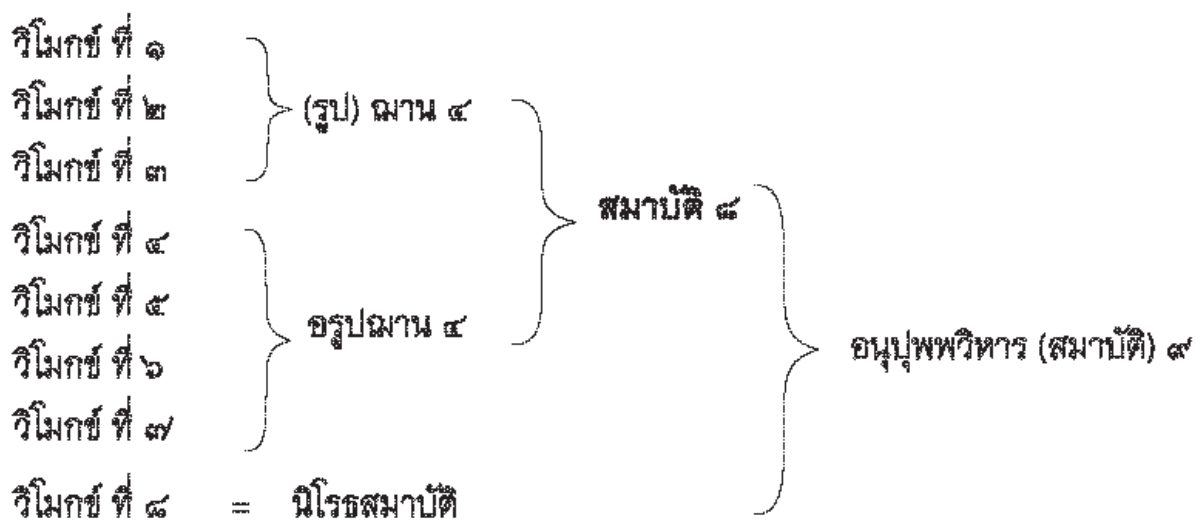 วิโมกข์ ที่ ๑
วิโมกข์ ที่ ๒
(รูป) ฌาน ๔
วิโมกข์ ที่ ๓
สมาบัติ ๘
วิโมกข์ ที่ ๔
วิโมกข์ ที่ ๕
อรูปฌาน ๔
วิโมกข์ ที่ ๖
อนุปุพพวิหาร (สมาบัติ) ๙
วิโมกข์ ที่ ๗
วิโมกข์ ที่ ๘ = นิโรธสมาบัติ